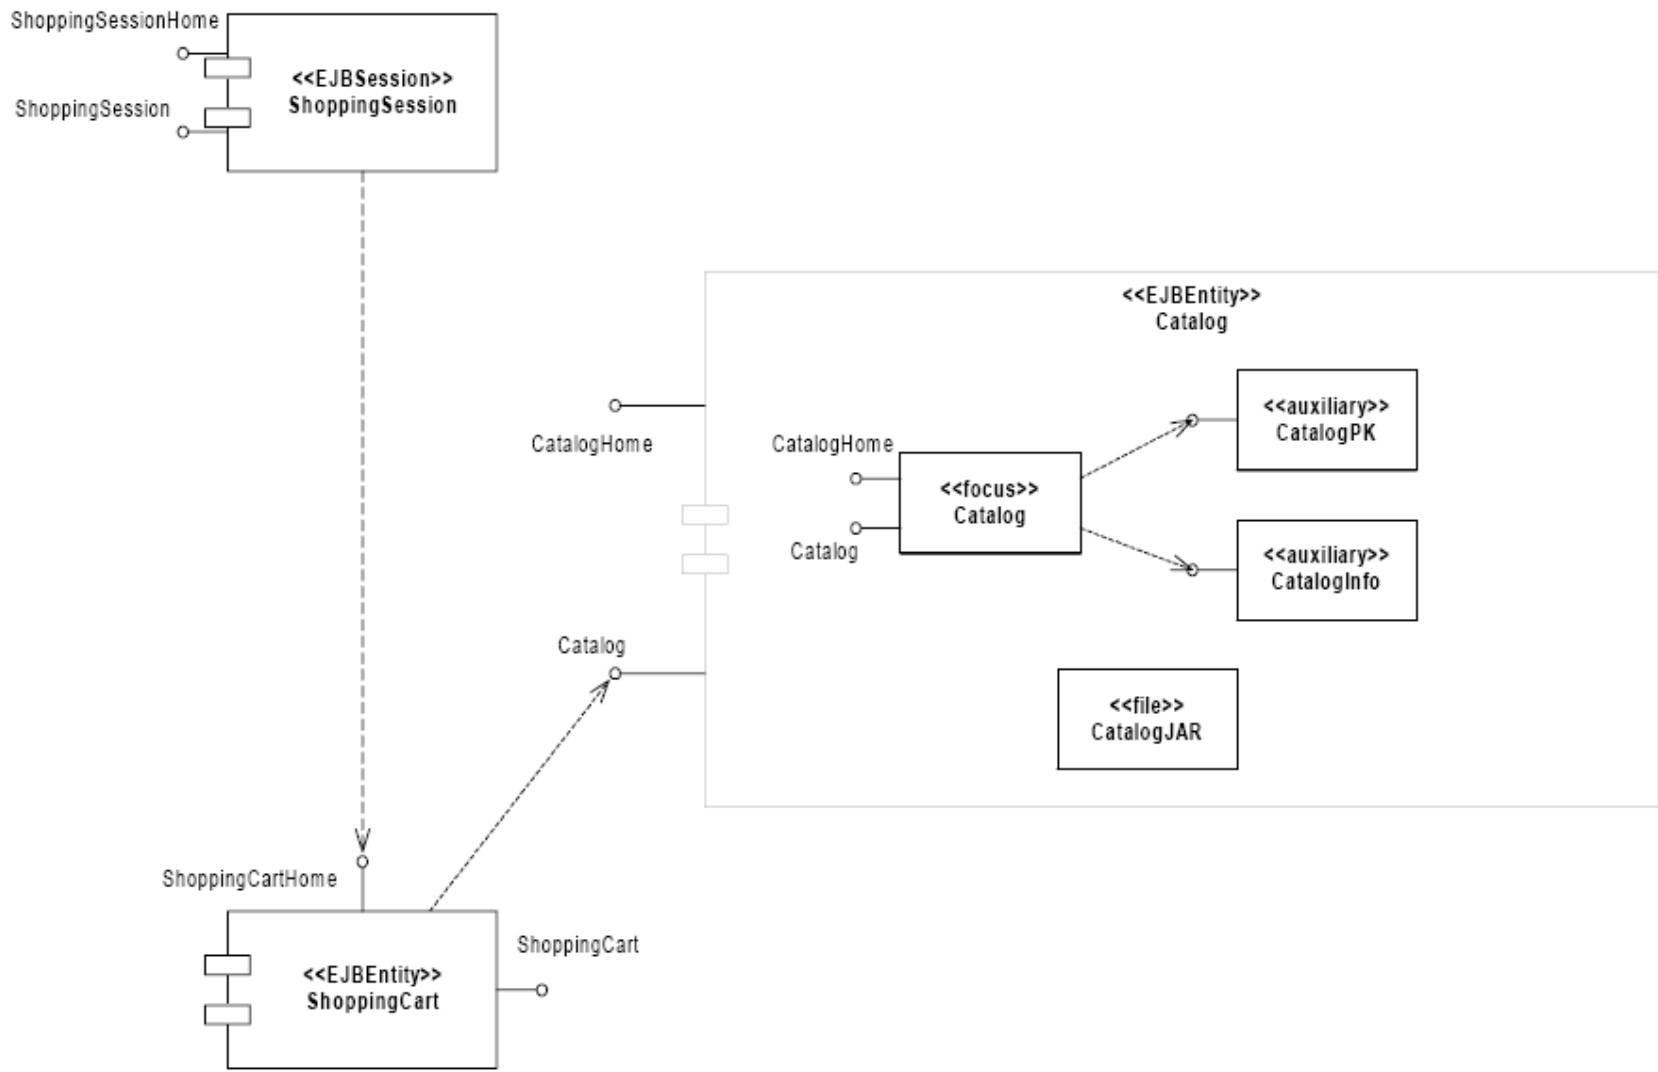 ShoppingSessionHome
<<EJBSession>>
ShoppingSession
ShoppingSession
<<EJBEntity>>
Catalog
CatalogHome
CatalogHome
Catalog
<<focus>>
Catalog
<<auxiliary>>
CatalogPK
<<auxiliary>>
CatalogInfo
Catalog
<<file>>
CatalogJAR
ShoppingCartHome
ShoppingCart
<<EJBEntity>>
ShoppingCart